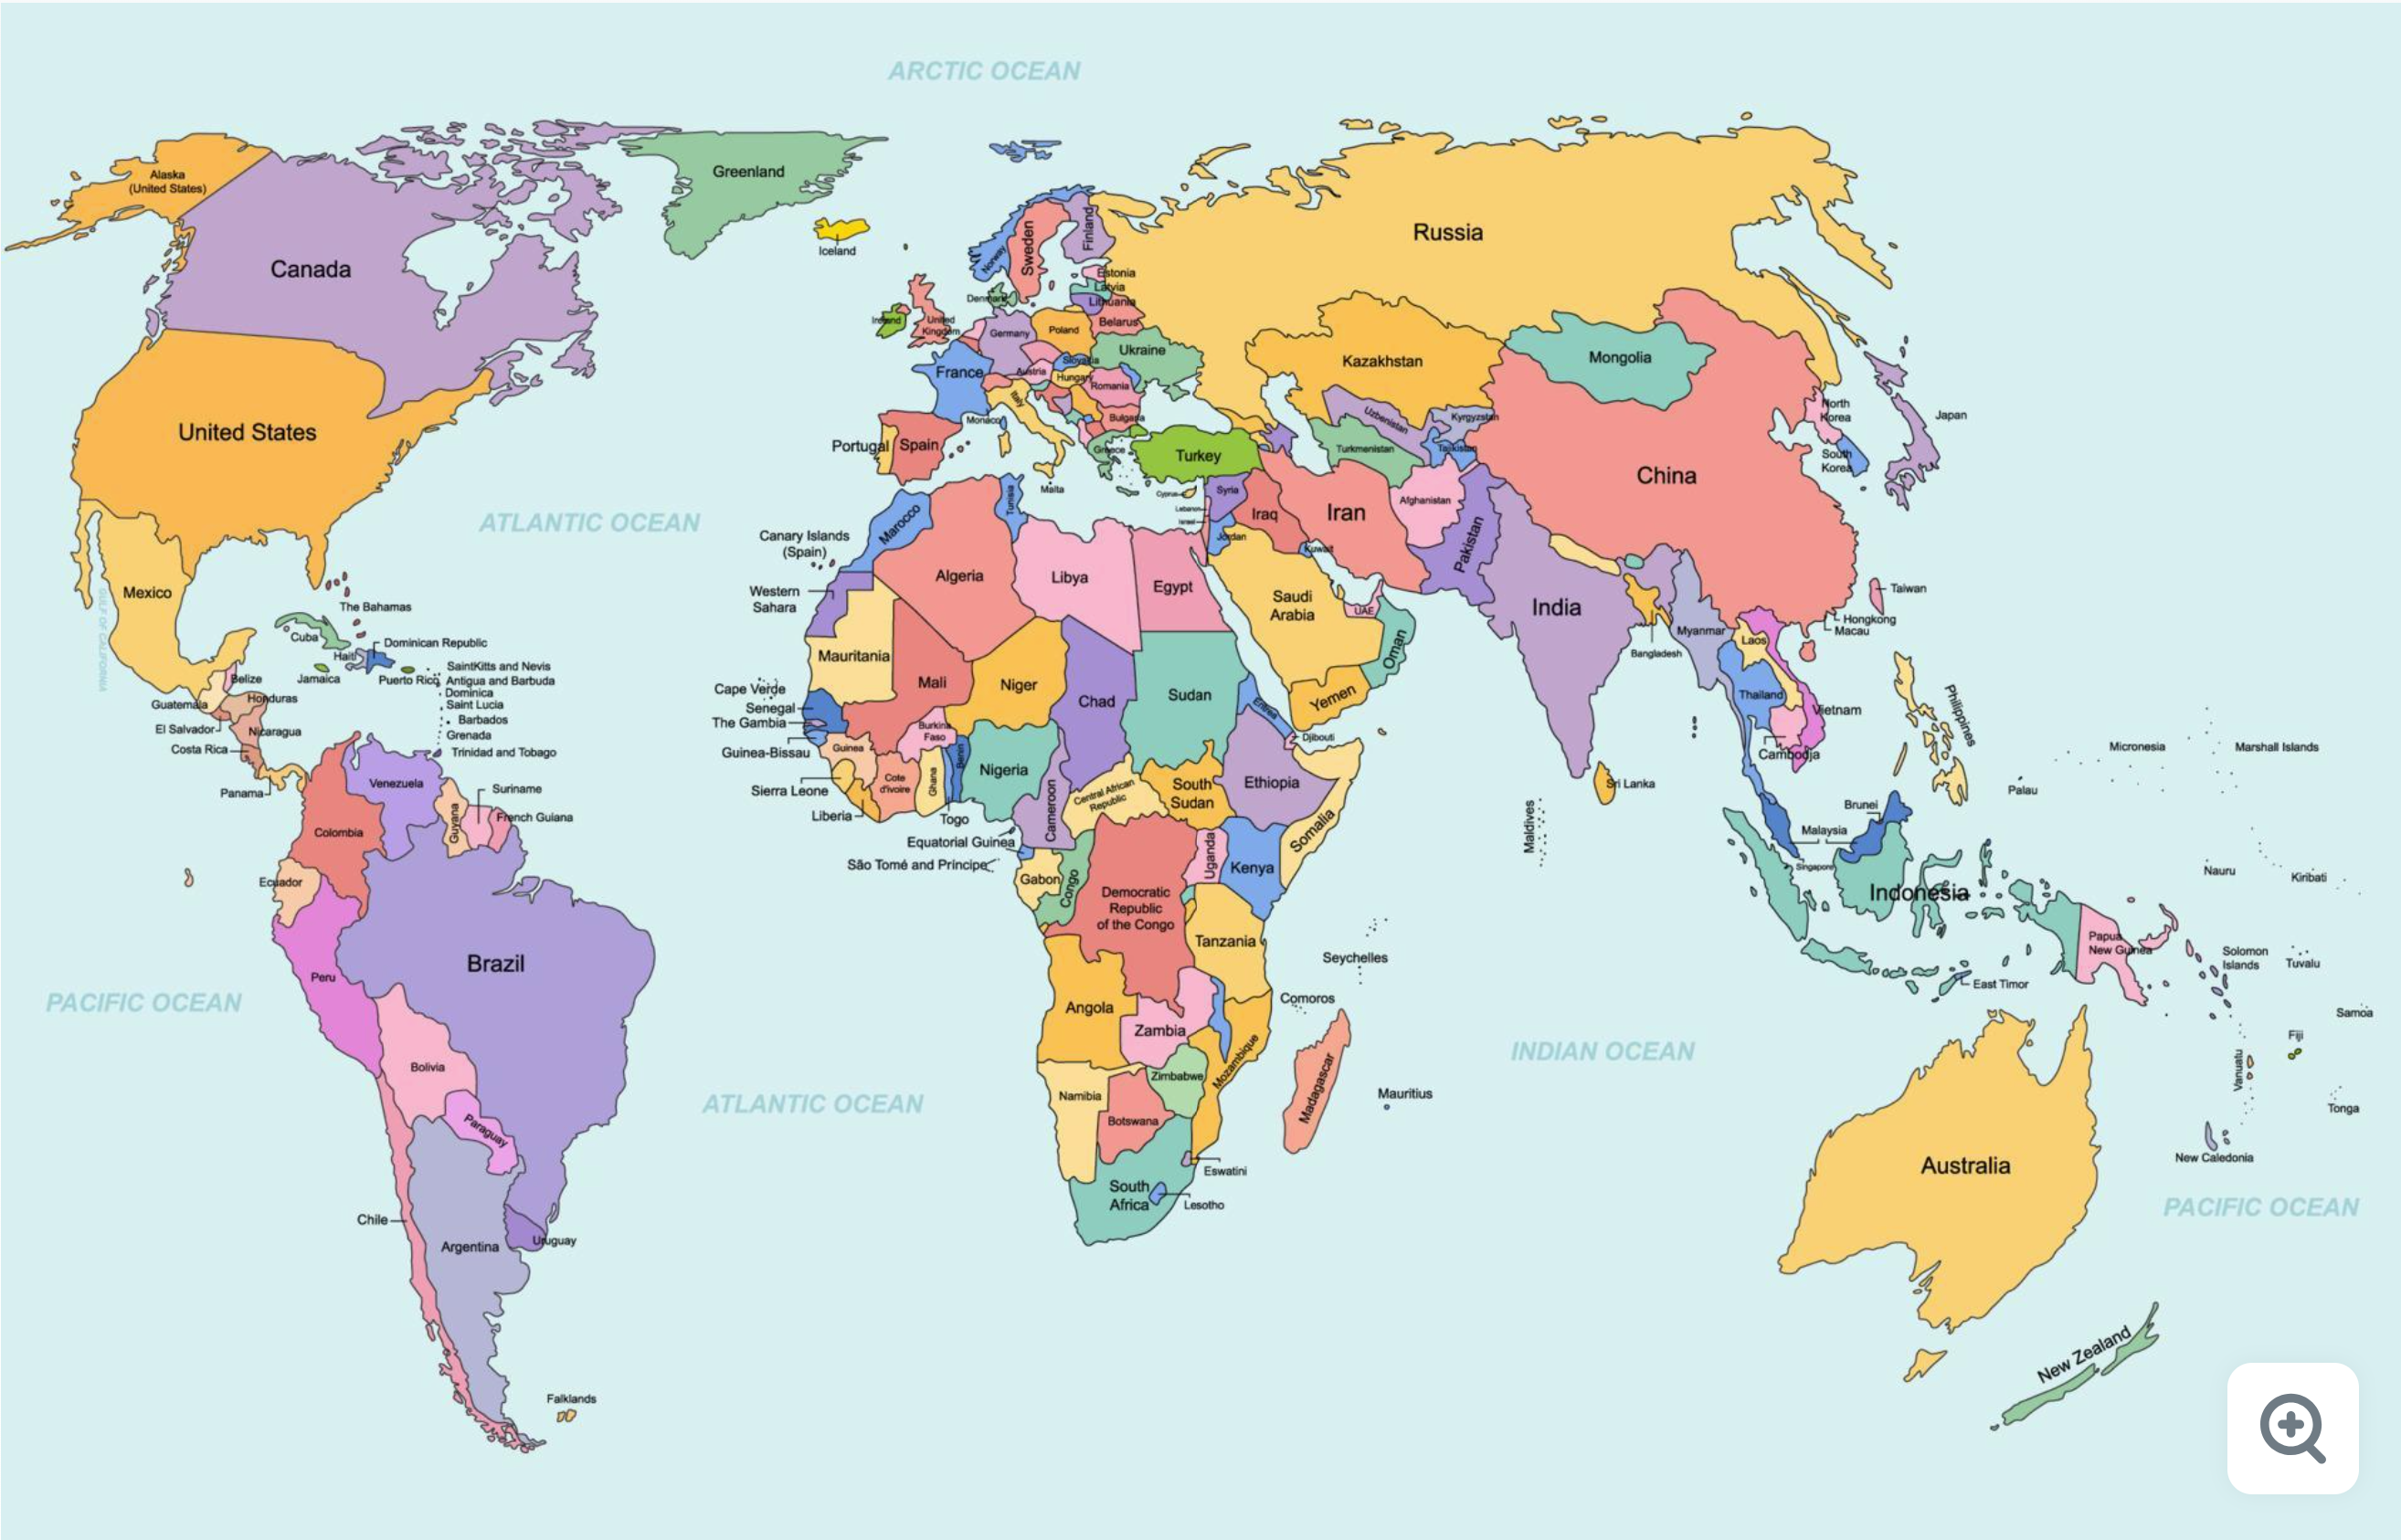 ARCTIC OCEAN
Alaska
(United States)
Canada
Greenland
Iceland
United States
Mexico
GULF OF CALIFORNIA
ATLANTIC OCEAN
The Bahamas
Cuba
Dominican Republic
Haiti
Jamaica
Puerto Rico
SaintKitts and Nevis
Antigua and Barbuda
Dominica
Saint Lucia
Barbados
Grenada
Trinidad and Tobago
Belize
Guatemala
Honduras
El Salvador
Nicaragua
Costa Rica
Panama
Venezuela
Colombia
Guyana
Suriname
French Guiana
Ecuador
Peru
Brazil
Bolivia
Paraguay
Chile
Argentina
Uruguay
Falklands
PACIFIC OCEAN
ATLANTIC OCEAN
Norway
Sweden
Finland
Estonia
Latvia
Lithuania
Denmark
Ireland
United
Kingdom
Germany
Poland
Belarus
Ukraine
Slovakia
Austria
Hungary
Romania
France
Italy
Monaco
Bulgaria
Portugal
Spain
Greece
Malta
Cyprus
Turkey
Russia
Kazakhstan
Uzbenistan
Kyrgyzstan
Turkmenistan
Tajikistan
Mongolia
China
North
Korea
South
Korea
Japan
Syria
Lebanon
Israel
Jordan
Iraq
Iran
Kuwait
Afghanistan
Pakistan
Saudi
Arabia
UAE
Oman
Yemen
India
Bangladesh
Myanmar
Laos
Thailand
Vietnam
Cambodja
Taiwan
Hongkong
Macau
Philippines
Sri Lanka
Maldives
Brunei
Malaysia
Singapore
Indonesia
East Timor
Papua
New Guinea
Marocco
Tunisia
Canary Islands
(Spain)
Algeria
Libya
Egypt
Western
Sahara
Mauritania
Mali
Niger
Chad
Sudan
Eritrea
Djibouti
Cape Verde
Senegal
The Gambia
Guinea-Bissau
Guinea
Sierra Leone
Liberia
Cote
d'ivoire
Burkina
Faso
Ghana
Togo
Benin
Nigeria
Cameroon
Central African
Republic
South
Sudan
Ethiopia
Somalia
Equatorial Guinea
São Tomé and Príncipe
Gabon
Congo
Democratic
Republic
of the Congo
Uganda
Kenya
Tanzania
Angola
Zambia
Mozambique
Zimbabwe
Namibia
Botswana
South
Africa
Eswatini
Lesotho
Madagascar
Comoros
Seychelles
Mauritius
INDIAN OCEAN
Palau
Micronesia
Marshall Islands
Nauru
Kiribati
Solomon
Islands
Tuvalu
Samoa
Fiji
Vanuatu
Tonga
New Caledonia
Australia
New Zealand
PACIFIC OCEAN